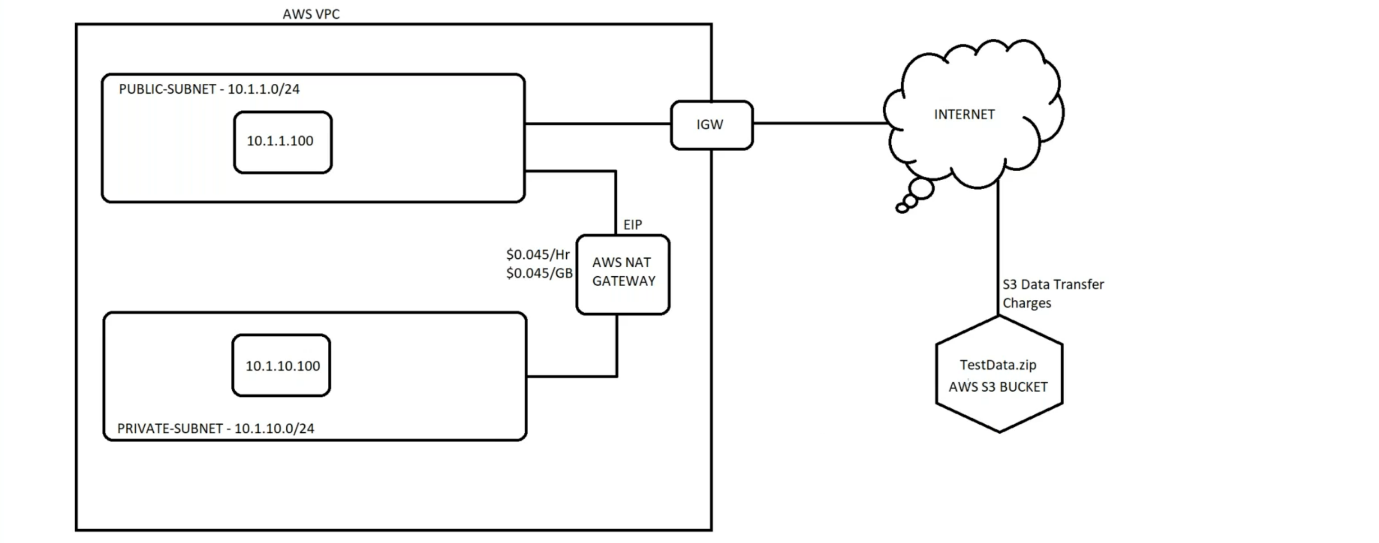 AWS VPC
PUBLIC-SUBNET - 10.1.1.0/24
10.1.1.100
IGW
INTERNET
EIP
$0.045/Hr
$0.045/GB
AWS NAT
GATEWAY
S3 Data Transfer
Charges
10.1.10.100
PRIVATE-SUBNET - 10.1.10.0/24
TestData.zip
AWS S3 BUCKET